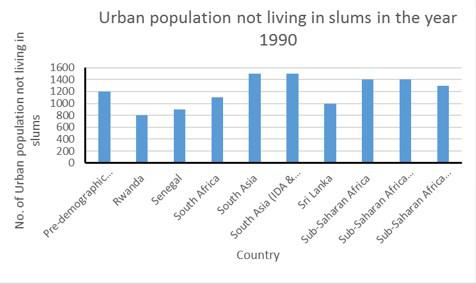 Urban population not living in slums in the year
1990
No. of Urban population not living in
slums
1600
1400
1200
1000
800
600
400
200
0
Pre-demographic...
Rwanda
Senegal
South Africa
South Asia
South Asia (IDA &...
Sri Lanka
Sub-Saharan Africa
Sub-Saharan Africa...
Sub-Saharan Africa...
Country